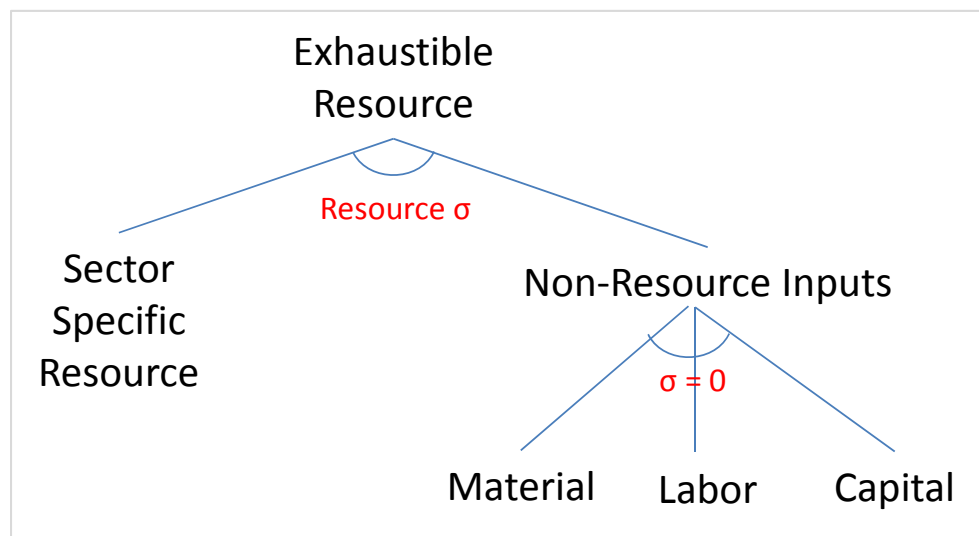 Exhaustible
Resource
Resource σ
Sector
Specific
Resource
Non-Resource Inputs
σ = 0
Material
Labor
Capital